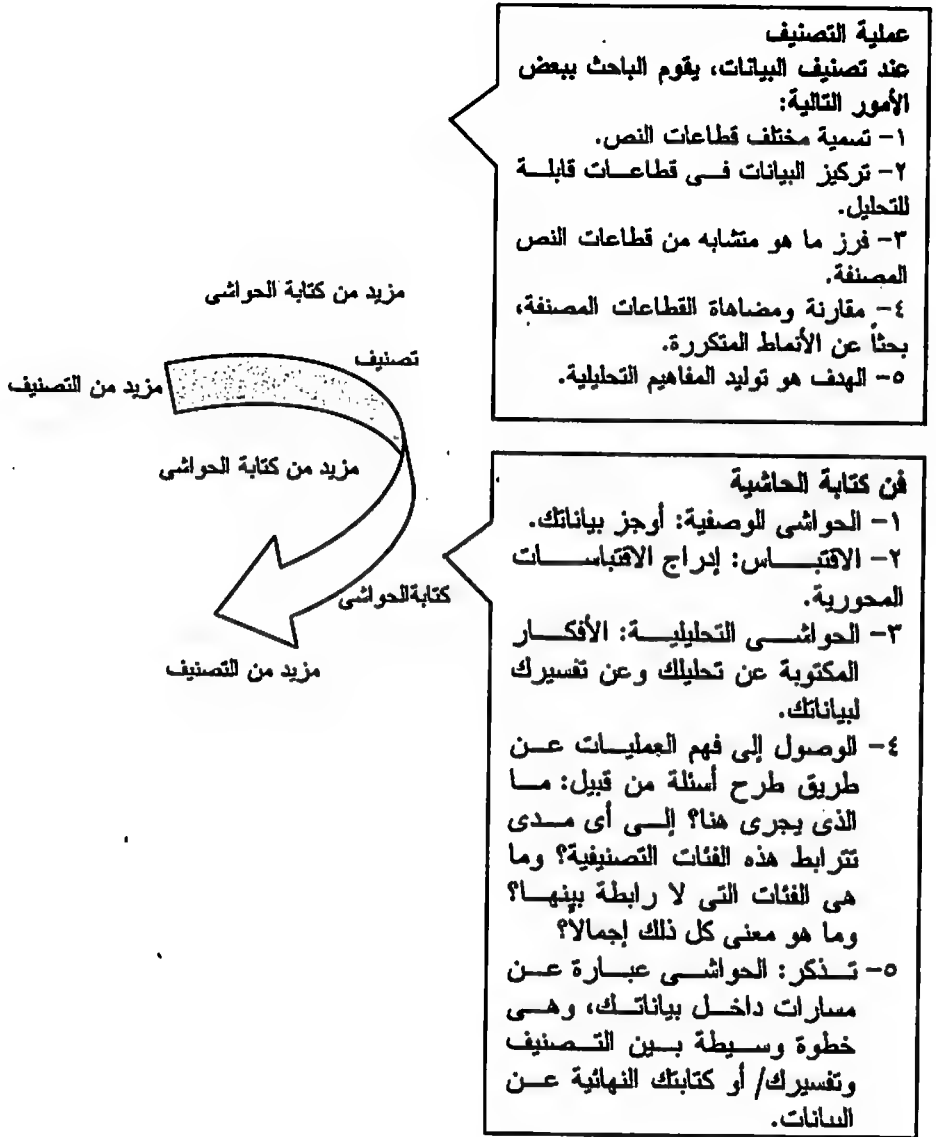 عملية التصنيف
عند تصنيف البيانات، يقوم الباحث ببعض
الأمور التالية:
١- تسمية مختلف قطاعات النص.
٢- تركيز البيانات فى قطاعات قابلة
للتحليل.
٣- فرز ما هو متشابه من قطاعات النص
المصنفة.
٤- مقارنة ومضاهاة القطاعات المصنفة،
بحثاً عن الأنماط المتكررة.
٥- الهدف هو توليد المفاهيم التحليلية.
مزيد من كتابة الحواشى
تصنيف
مزيد من التصنيف
مزيد من كتابة الحواشى
كتابةالحواشى
مزيد من التصنيف
فن كتابة الحاشية
١- الحواشى الوصفية: أوجز بياناتك.
٢- الاقتباس: إدراج الاقتباسات
المحورية.
٣- الحواشى التحليلية: الأفكار
المكتوبة عن تحليلك وعن تفسيرك
لبياناتك.
٤- الوصول إلى فهم العمليات عن
طريق طرح أسئلة من قبيل: ما
الذى يجرى هنا؟ إلى أى مدى
تترابط هذه الفئات التصنيفية؟ وما
هى الفئات التى لا رابطة بينها؟
وما هو معنى كل ذلك إجمالاً؟
٥- تذكر: الحواشى عبارة عن
مسارات داخل بياناتك، وهى
خطوة وسيطة بين التصنيف
وتفسيرك/ أو كتابتك النهائية عن
البيانات.